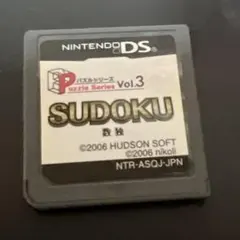 NINTENDO DS
パズルシリーズ
Puzzle Series Vol.3
SUDOKU
数独
©2006 HUDSON SOFT
©2006 nikoli
NTR-ASQJ-JPN